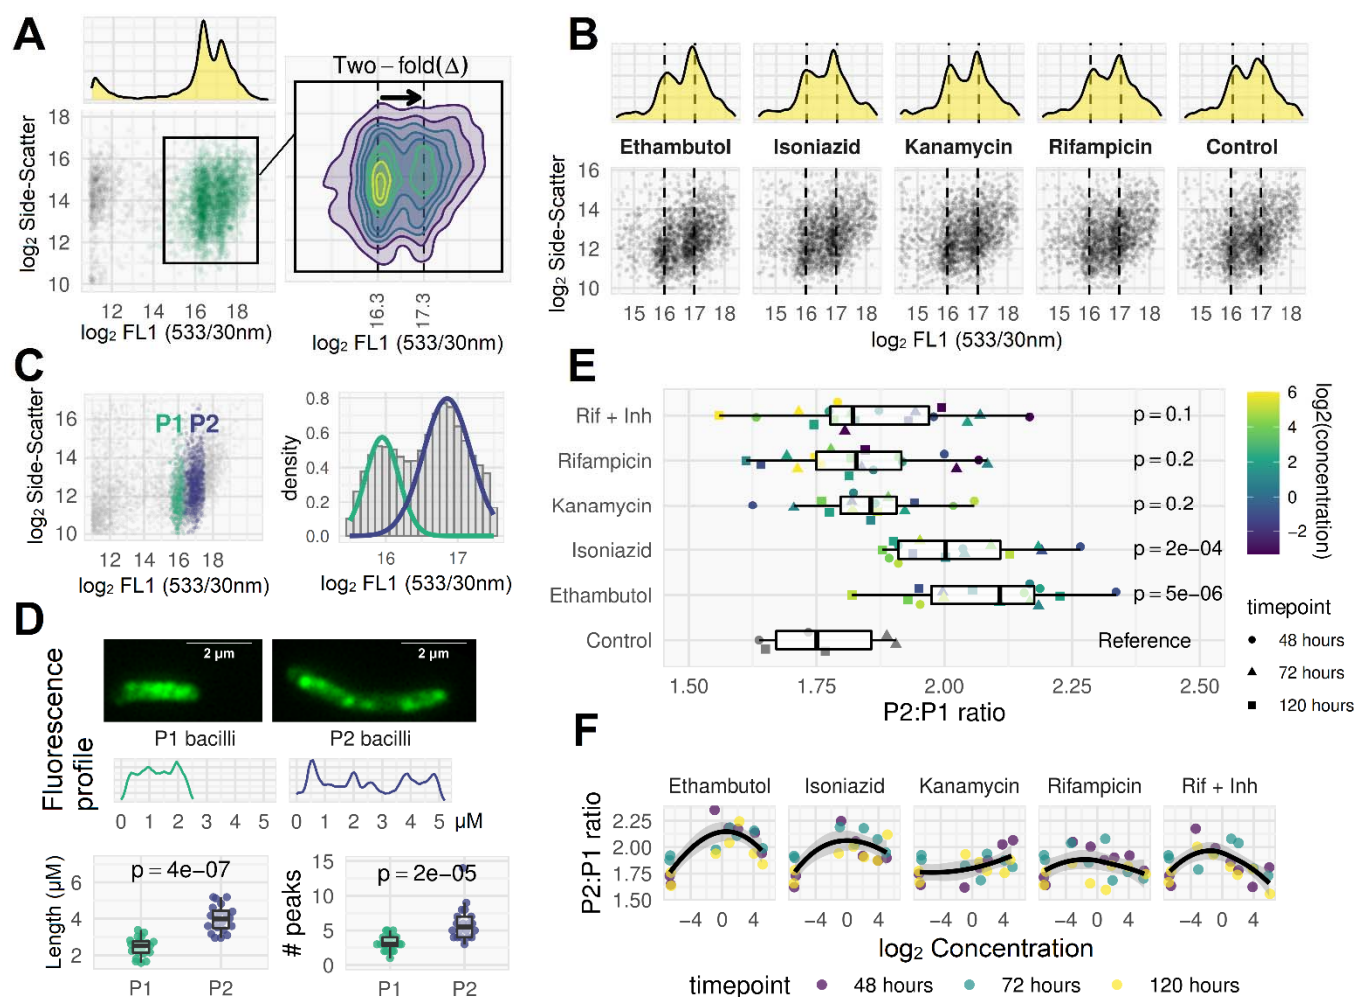 A
Two−fold(Δ)
log₂ Side-Scatter
18
16
14
12
10
12 14 16 18
log₂ FL1 (533/30nm)
16.3
17.3
log₂ FL1 (533/30nm)
B
Ethambutol Isoniazid Kanamycin Rifampicin Control
log₂ Side-Scatter
16
14
12
10
15 16 17 18 15 16 17 18 15 16 17 18 15 16 17 18 15 16 17 18
log₂ FL1 (533/30nm)
C
P1 P2
log₂ Side-Scatter
16
14
12
10
12 14 16 18
log₂ FL1 (533/30nm)
density
0.8
0.6
0.4
0.2
0.0
16 17
log₂ FL1 (533/30nm)
D
2 µm
2 µm
P1 bacilli P2 bacilli
Fluorescence
profile
0 1 2 3 4 5 0 1 2 3 4 5 µM
Length (µM)
6
4
2
p = 4e−07
P1 P2
# peaks
15
10
5
0
p = 2e−05
P1 P2
E
Rif + Inh p = 0.1
Rifampicin p = 0.2
Kanamycin p = 0.2
Isoniazid p = 2e−04
Ethambutol p = 5e−06
Control Reference
1.50 1.75 2.00 2.25 2.50
P2:P1 ratio
log2(concentration)
6
4
2
0
−2
timepoint
48 hours
72 hours
120 hours
F
Ethambutol Isoniazid Kanamycin Rifampicin Rif + Inh
P2:P1 ratio
2.25
2.00
1.75
1.50
−4 0 4 −4 0 4 −4 0 4 −4 0 4 −4 0 4
log₂ Concentration
timepoint 48 hours 72 hours 120 hours